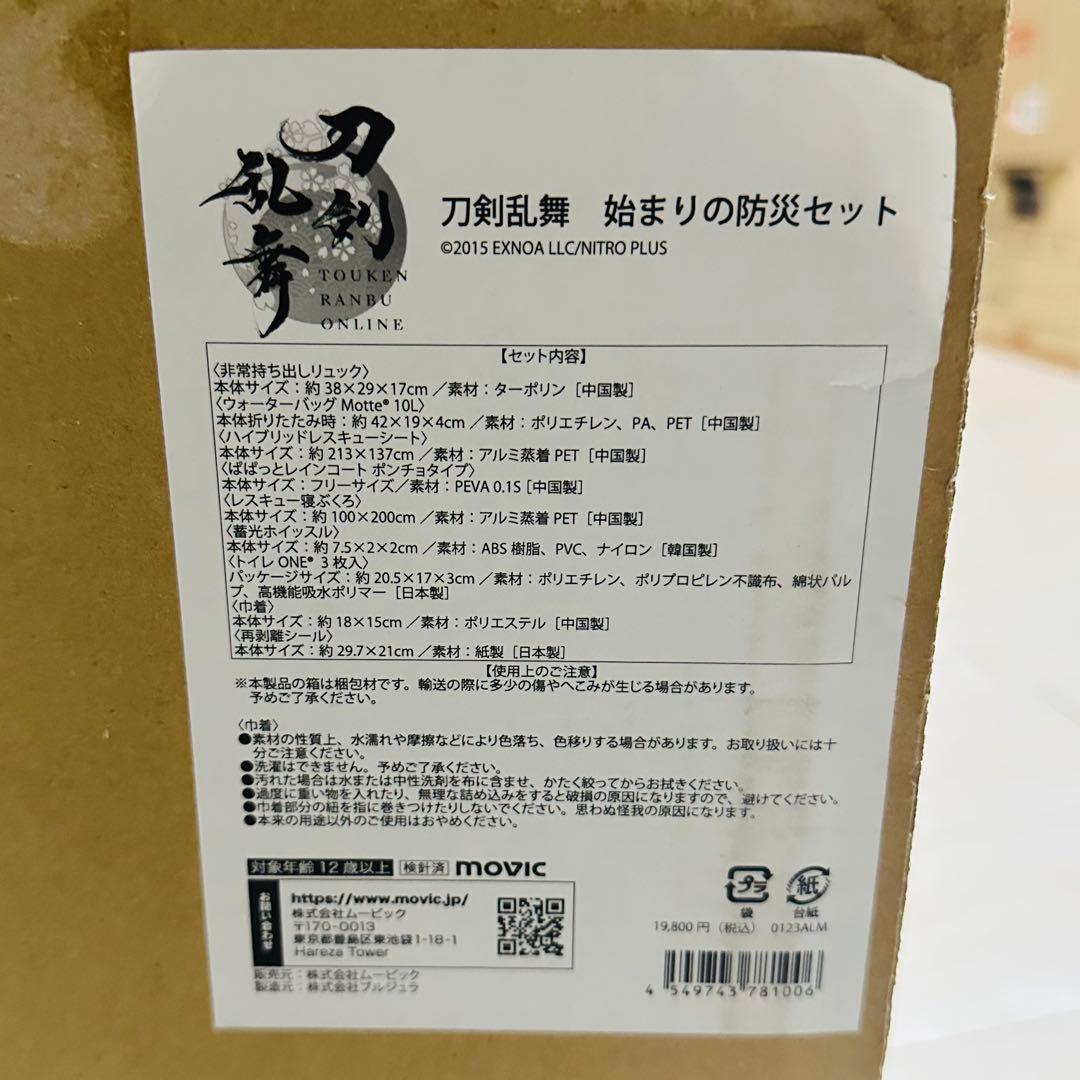 刀剣乱舞
TOUKEN
RANBU
ONLINE
刀剣乱舞　始まりの防災セット
©2015 EXNOA LLC/NITRO PLUS
【セット内容】
〈非常持ち出しリュック〉
本体サイズ：約 38×29×17cm ／素材：ターポリン［中国製］
〈ウォーターバッグ Motte® 10L〉
本体折りたたみ時：約 42×19×4cm ／素材：ポリエチレン、PA、PET［中国製］
〈ハイブリッドレスキューシート〉
本体サイズ：約 213×137cm ／素材：アルミ蒸着 PET［中国製］
〈ぱぱっとレインコート ポンチョタイプ〉
本体サイズ：フリーサイズ／素材：PEVA 0.1S［中国製］
〈レスキュー寝ぶくろ〉
本体サイズ：約 100×200cm ／素材：アルミ蒸着 PET［中国製］
〈蓄光ホイッスル〉
本体サイズ：約 7.5×2×2cm ／素材：ABS 樹脂、PVC、ナイロン［韓国製］
〈トイレ ONE® 3 枚入〉
パッケージサイズ：約 20.5×17×3cm ／素材：ポリエチレン、ポリプロピレン不識布、綿状パル
プ、高機能吸水ポリマー［日本製］
〈巾着〉
本体サイズ：約 18×15cm ／素材：ポリエステル［中国製］
〈再剥離シール〉
本体サイズ：約 29.7×21cm ／素材：紙製［日本製］
【使用上のご注意】
※本製品の箱は梱包材です。輸送の際に多少の傷やへこみが生じる場合があります。
予めご了承ください。
〈巾着〉
●素材の性質上、水濡れや摩擦などにより色落ち、色移りする場合があります。お取り扱いには十
分ご注意ください。
●洗濯はできません。予めご了承ください。
●汚れた場合は水または中性洗剤を布に含ませ、かたく絞ってからお拭きください。
●過度に重い物を入れたり、無理な詰め込みをすると破損の原因になりますので、避けてください。
●巾着部分の紐を指に巻きつけたりしないでください。思わぬ怪我の原因になります。
●本来の用途以外のご使用はおやめください。
対象年齢 12 歳以上 検針済 movic
お問い合わせ
https://www.movic.jp/
株式会社ムービック
〒170-0013
東京都豊島区東池袋1-18-1
Hareza Tower
販売元：株式会社ムービック
製造元：株式会社プルジュラ
プラ
袋
紙
台紙
19,800 円（税込） 0123ALM
4 549743 781006